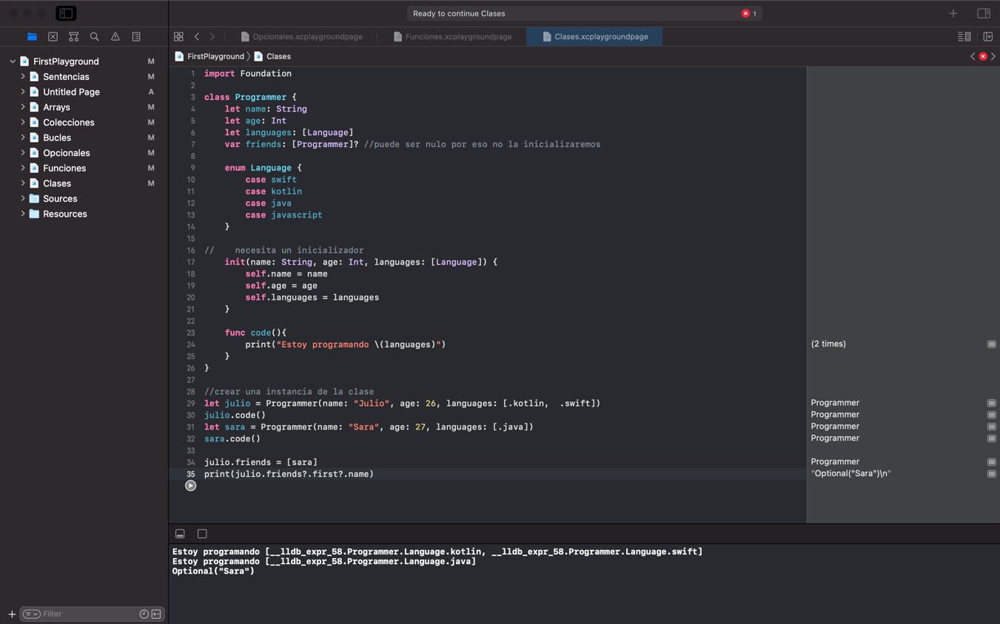 Ready to continue Clases
1
Opcionales.xcplaygroundpage
Funciones.xcplaygroundpage
Clases.xcplaygroundpage
FirstPlayground M
Sentencias M
Untitled Page A
Arrays M
Colecciones M
Bucles M
Opcionales M
Funciones M
Clases M
Sources
Resources
Filter
FirstPlayground 〉 Clases
1 import Foundation
2
3 class Programmer {
4     let name: String
5     let age: Int
6     let languages: [Language]
7     var friends: [Programmer]? //puede ser nulo por eso no la inicializaremos
8
9     enum Language {
10         case swift
11         case kotlin
12         case java
13         case javascript
14     }
15
16 //    necesita un inicializador
17     init(name: String, age: Int, languages: [Language]) {
18         self.name = name
19         self.age = age
20         self.languages = languages
21     }
22
23     func code(){
24         print("Estoy programando \(languages)")
25     }
26 }
27
28 //crear una instancia de la clase
29 let julio = Programmer(name: "Julio", age: 26, languages: [.kotlin,  .swift])
30 julio.code()
31 let sara = Programmer(name: "Sara", age: 27, languages: [.java])
32 sara.code()
33
34 julio.friends = [sara]
35 print(julio.friends?.first?.name)
(2 times)
Programmer
Programmer
Programmer
Programmer
Programmer
"Optional("Sara")\n"
Estoy programando [__lldb_expr_58.Programmer.Language.kotlin, __lldb_expr_58.Programmer.Language.swift]
Estoy programando [__lldb_expr_58.Programmer.Language.java]
Optional("Sara")